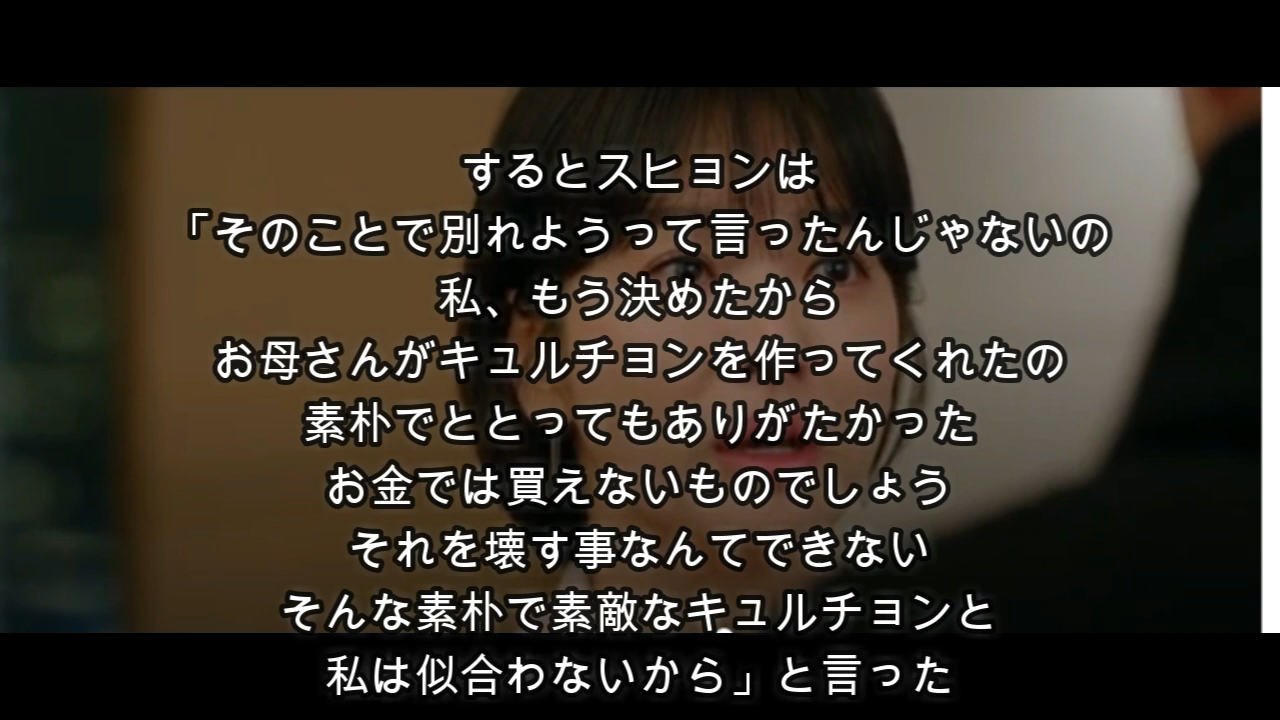 するとスヒョンは
「そのことで別れようって言ったんじゃないの
私、もう決めたから
お母さんがキュルチョンを作ってくれたの
素朴でととってもありがたかった
お金では買えないものでしょう
それを壊す事なんてできない
そんな素朴で素敵なキュルチョンと
私は似合わないから」と言った